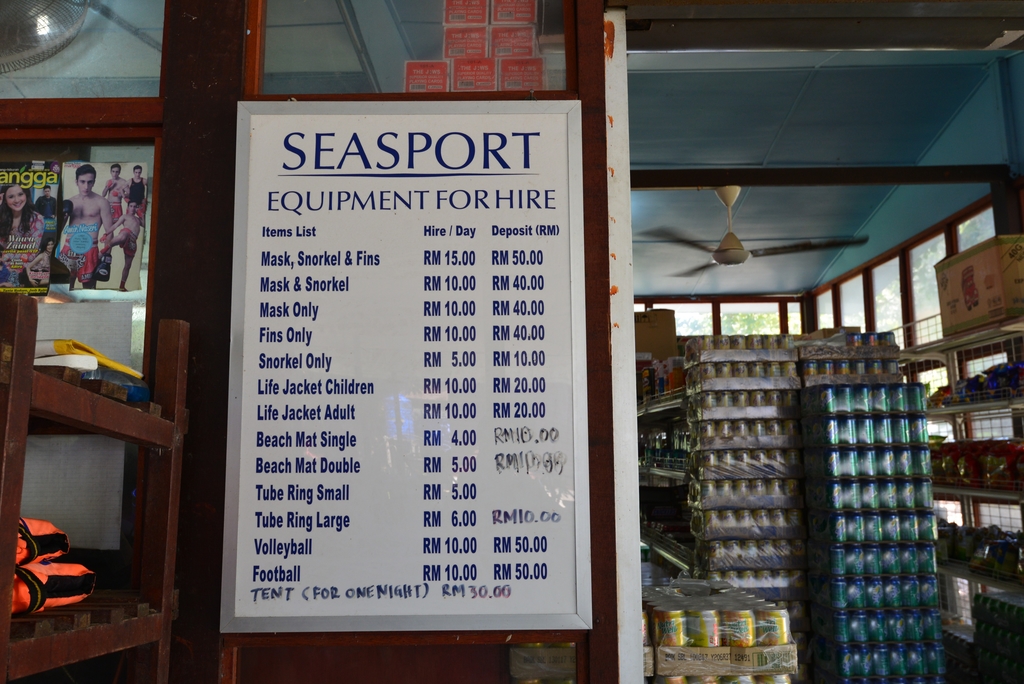 SEASPORT
EQUIPMENT FOR HIRE
Items List Hire / Day Deposit (RM)
Mask, Snorkel & Fins RM 15.00 RM 50.00
Mask & Snorkel RM 10.00 RM 40.00
Mask Only RM 10.00 RM 40.00
Fins Only RM 10.00 RM 40.00
Snorkel Only RM 5.00 RM 10.00
Life Jacket Children RM 10.00 RM 20.00
Life Jacket Adult RM 10.00 RM 20.00
Beach Mat Single RM 4.00 RM10.00
Beach Mat Double RM 5.00
Tube Ring Small RM 5.00
Tube Ring Large RM 6.00 RM10.00
Volleyball RM 10.00 RM 50.00
Football RM 10.00 RM 50.00
TENT (FOR ONE NIGHT) RM 30.00
angga